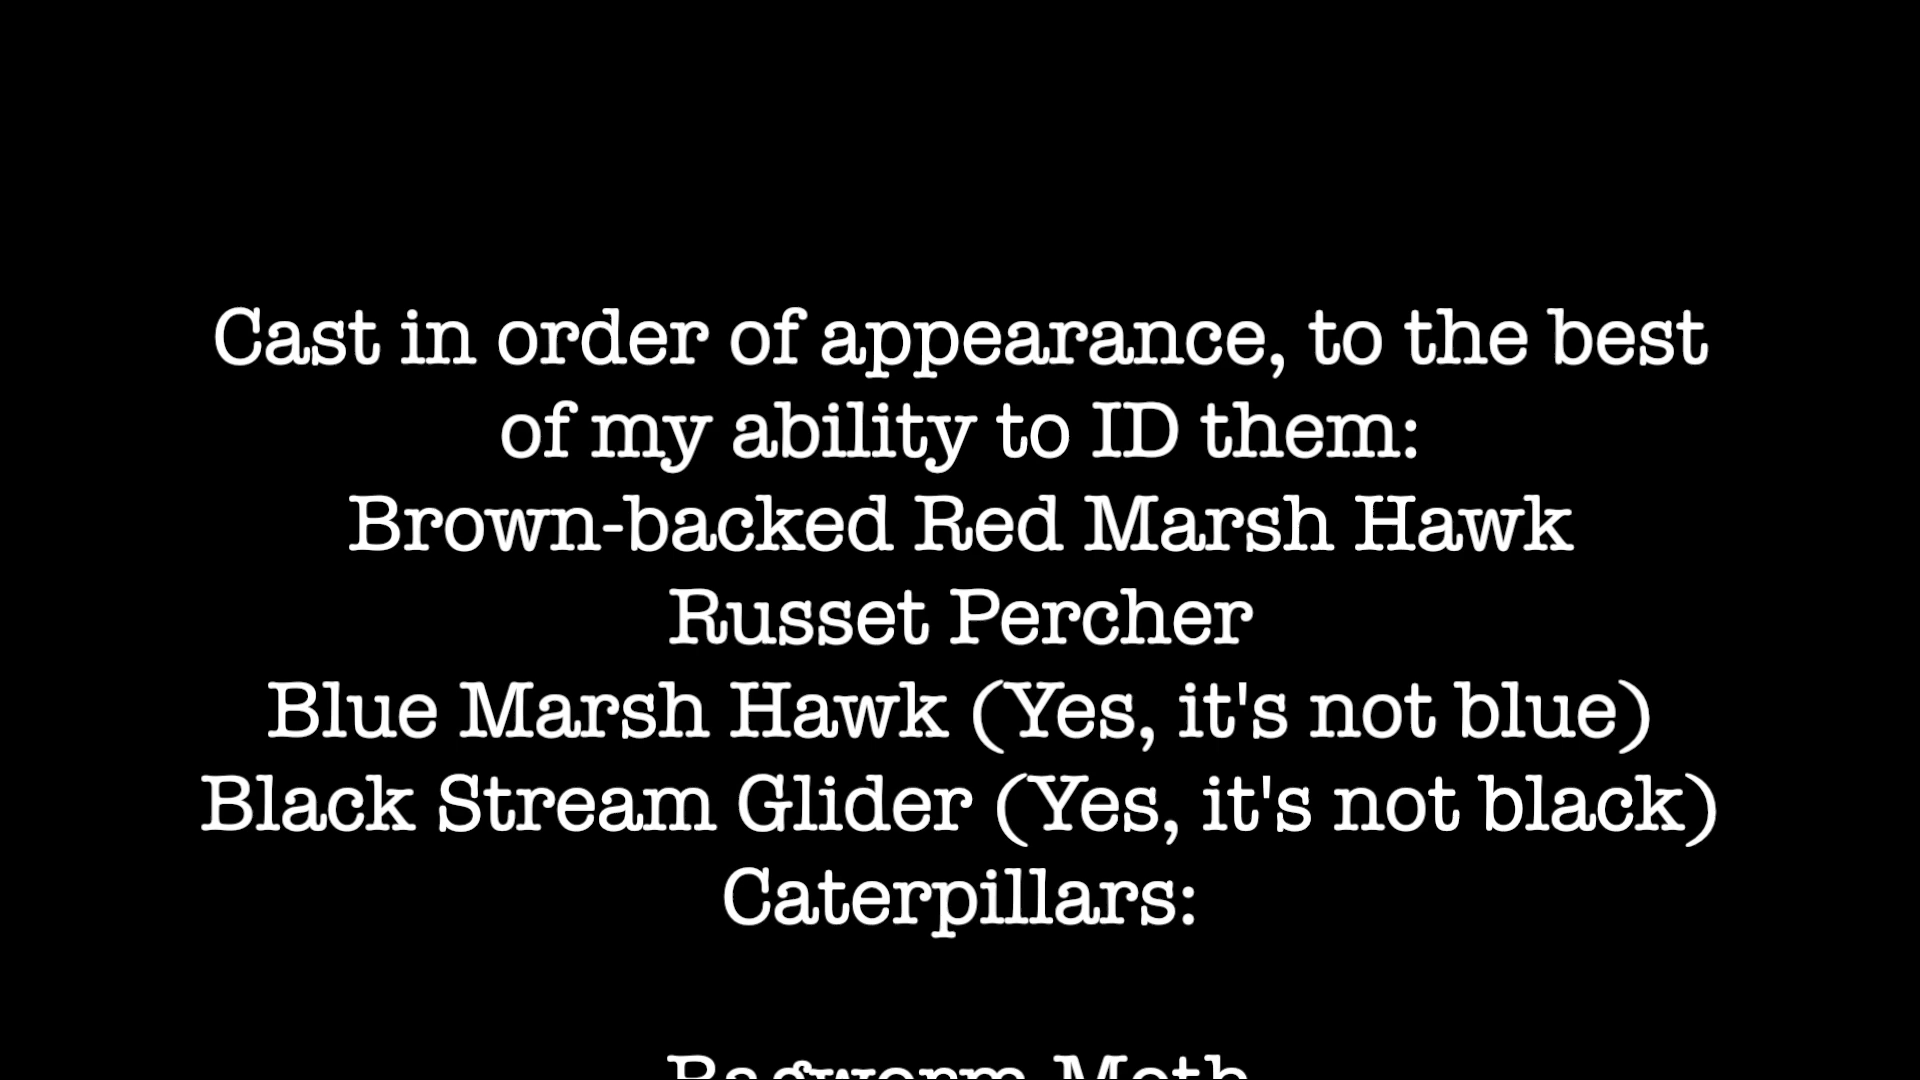 Cast in order of appearance, to the best
of my ability to ID them:
Brown-backed Red Marsh Hawk
Russet Percher
Blue Marsh Hawk (Yes, it's not blue)
Black Stream Glider (Yes, it's not black)
Caterpillars:
Bagworm Moth